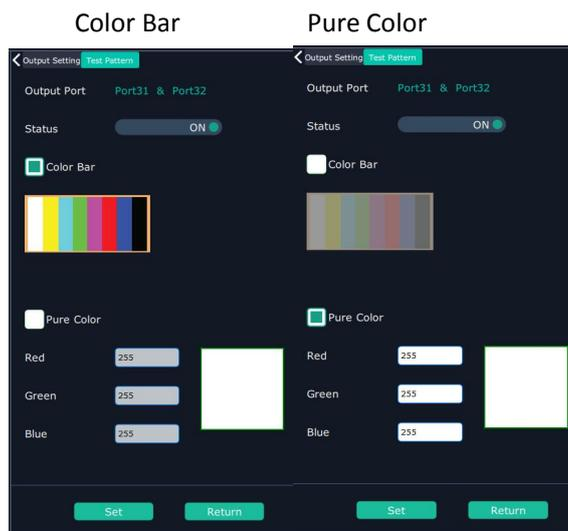 Color Bar
Output Setting Test Pattern
Output Port Port31 & Port32
Status ON
Color Bar
Pure Color
Red 255
Green 255
Blue 255
Set Return
Pure Color
Output Setting Test Pattern
Output Port Port31 & Port32
Status ON
Color Bar
Pure Color
Red 255
Green 255
Blue 255
Set Return